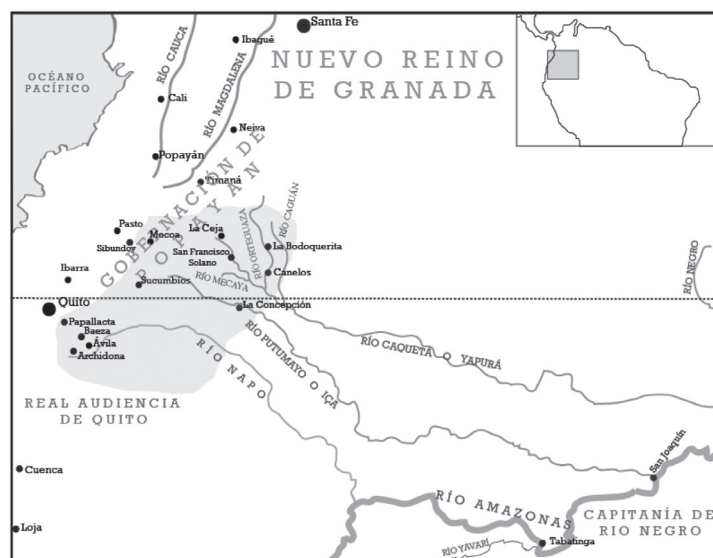 Santa Fe
Ibagué
NUEVO REINO
DE GRANADA
OCÉANO
PACÍFICO
RÍO CAUCA
RÍO MAGDALENA
Cali
Neiva
Popayán
Timaná
GOBERNACIÓN DE
POPAYÁN
Pasto
Mocoa
Sibundoy
La Ceja
RÍO ORTEGUAZA
RÍO CAGUÁN
La Bodoquerita
San Francisco
Solano
Canelos
RÍO NEGRO
Ibarra
Sucumbíos
RÍO MECAYA
Quito
La Concepción
Papallacta
Baeza
Ávila
Archidona
RÍO NAPO
RÍO PUTUMAYO O IÇA
RÍO CAQUETA O YAPURÁ
REAL AUDIENCIA
DE QUITO
Cuenca
San Joaquín
RÍO AMAZONAS
CAPITANÍA DE
RIO NEGRO
Loja
RÍO YAVARÍ
Tabatinga